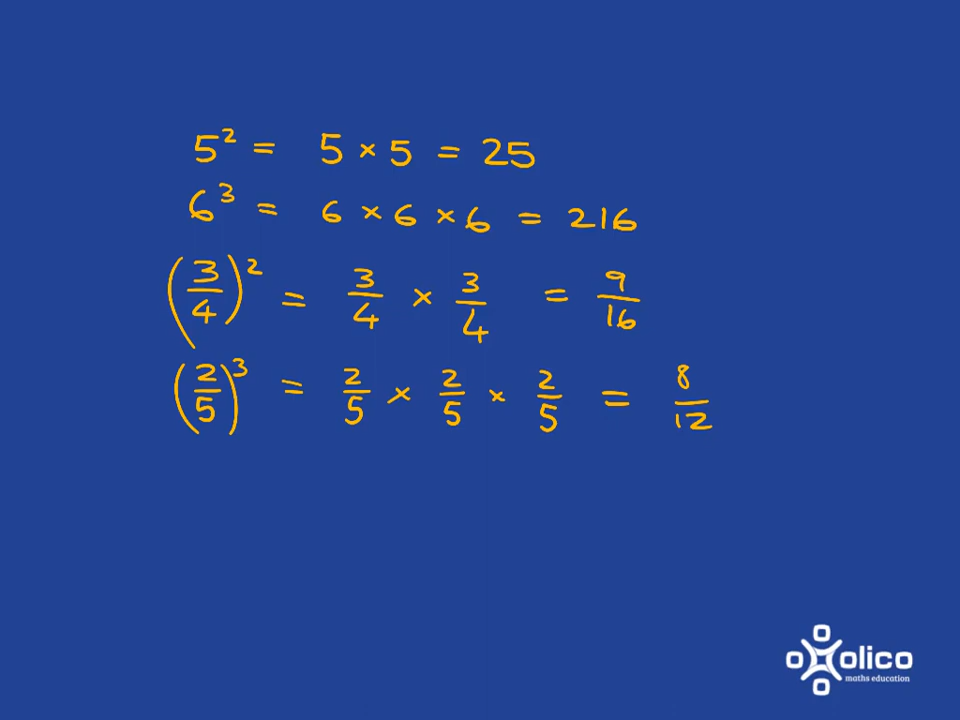 5² = 5 × 5 = 25
6³ = 6 × 6 × 6 = 216
(3/4)² = 3/4 × 3/4 = 9/16
(2/5)³ = 2/5 × 2/5 × 2/5 = 8/12
olico
maths education